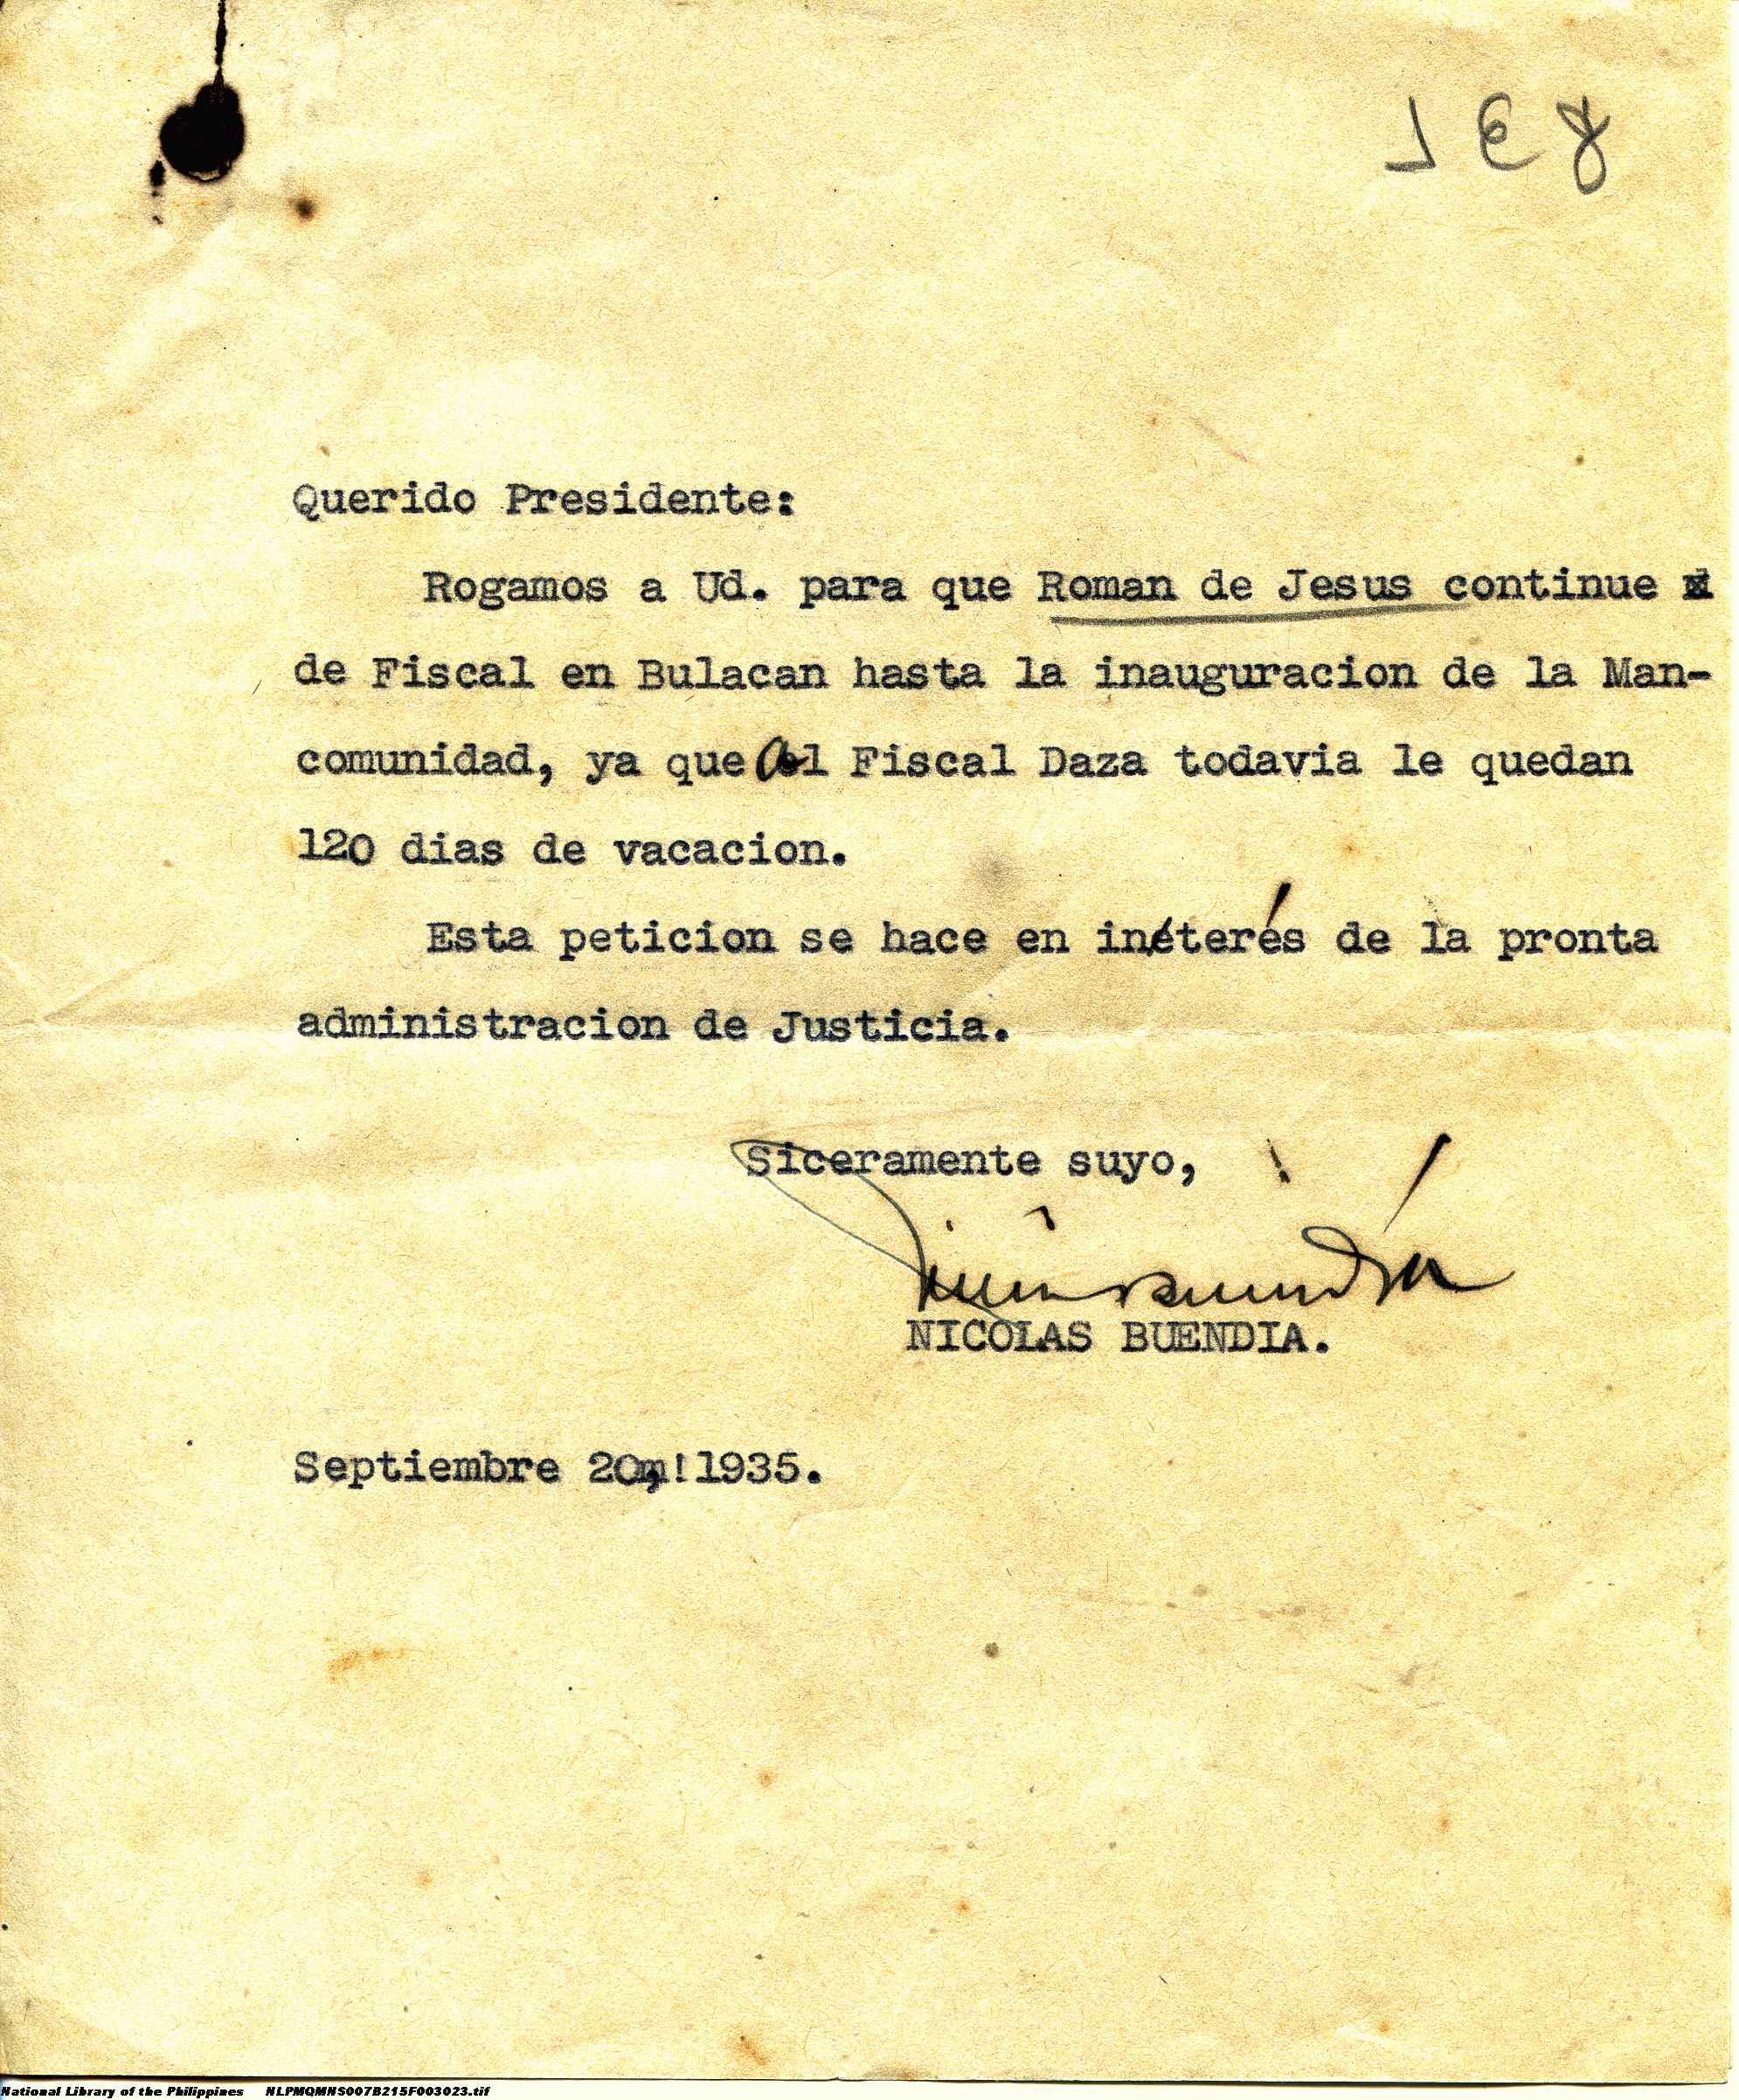 Querido Presidente:
Rogamos a Ud. para que Roman de Jesus continue
de Fiscal en Bulacan hasta la inauguracion de la Man-
comunidad, ya que al Fiscal Daza todavia le quedan
120 dias de vacacion.
Esta peticion se hace en interés de la pronta
administracion de Justicia.
Siceramente suyo,
NICOLAS BUENDIA.
Septiembre 20, 1935.
National Library of the Philippines NLPMQMNS007B215F003023.tif